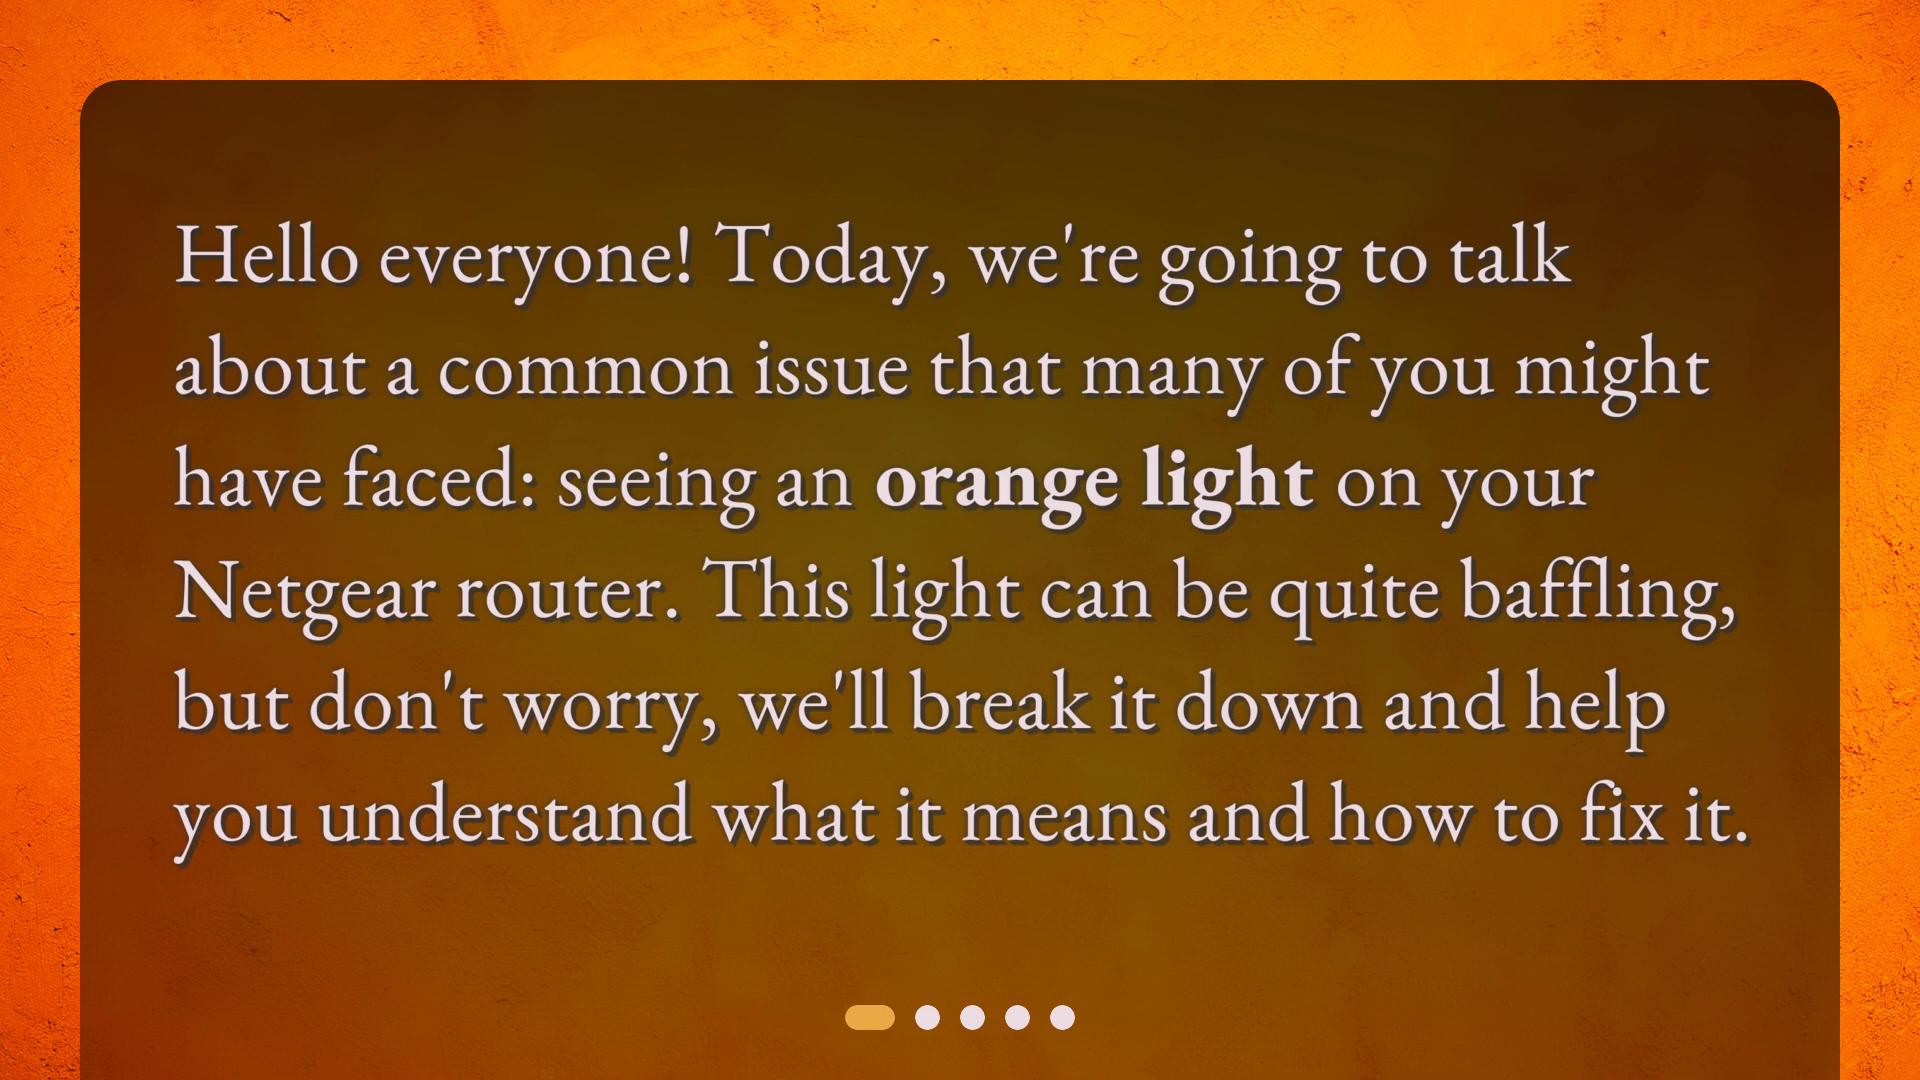 Hello everyone! Today, we're going to talk
about a common issue that many of you might
have faced: seeing an orange light on your
Netgear router. This light can be quite baffling,
but don't worry, we'll break it down and help
you understand what it means and how to fix it.